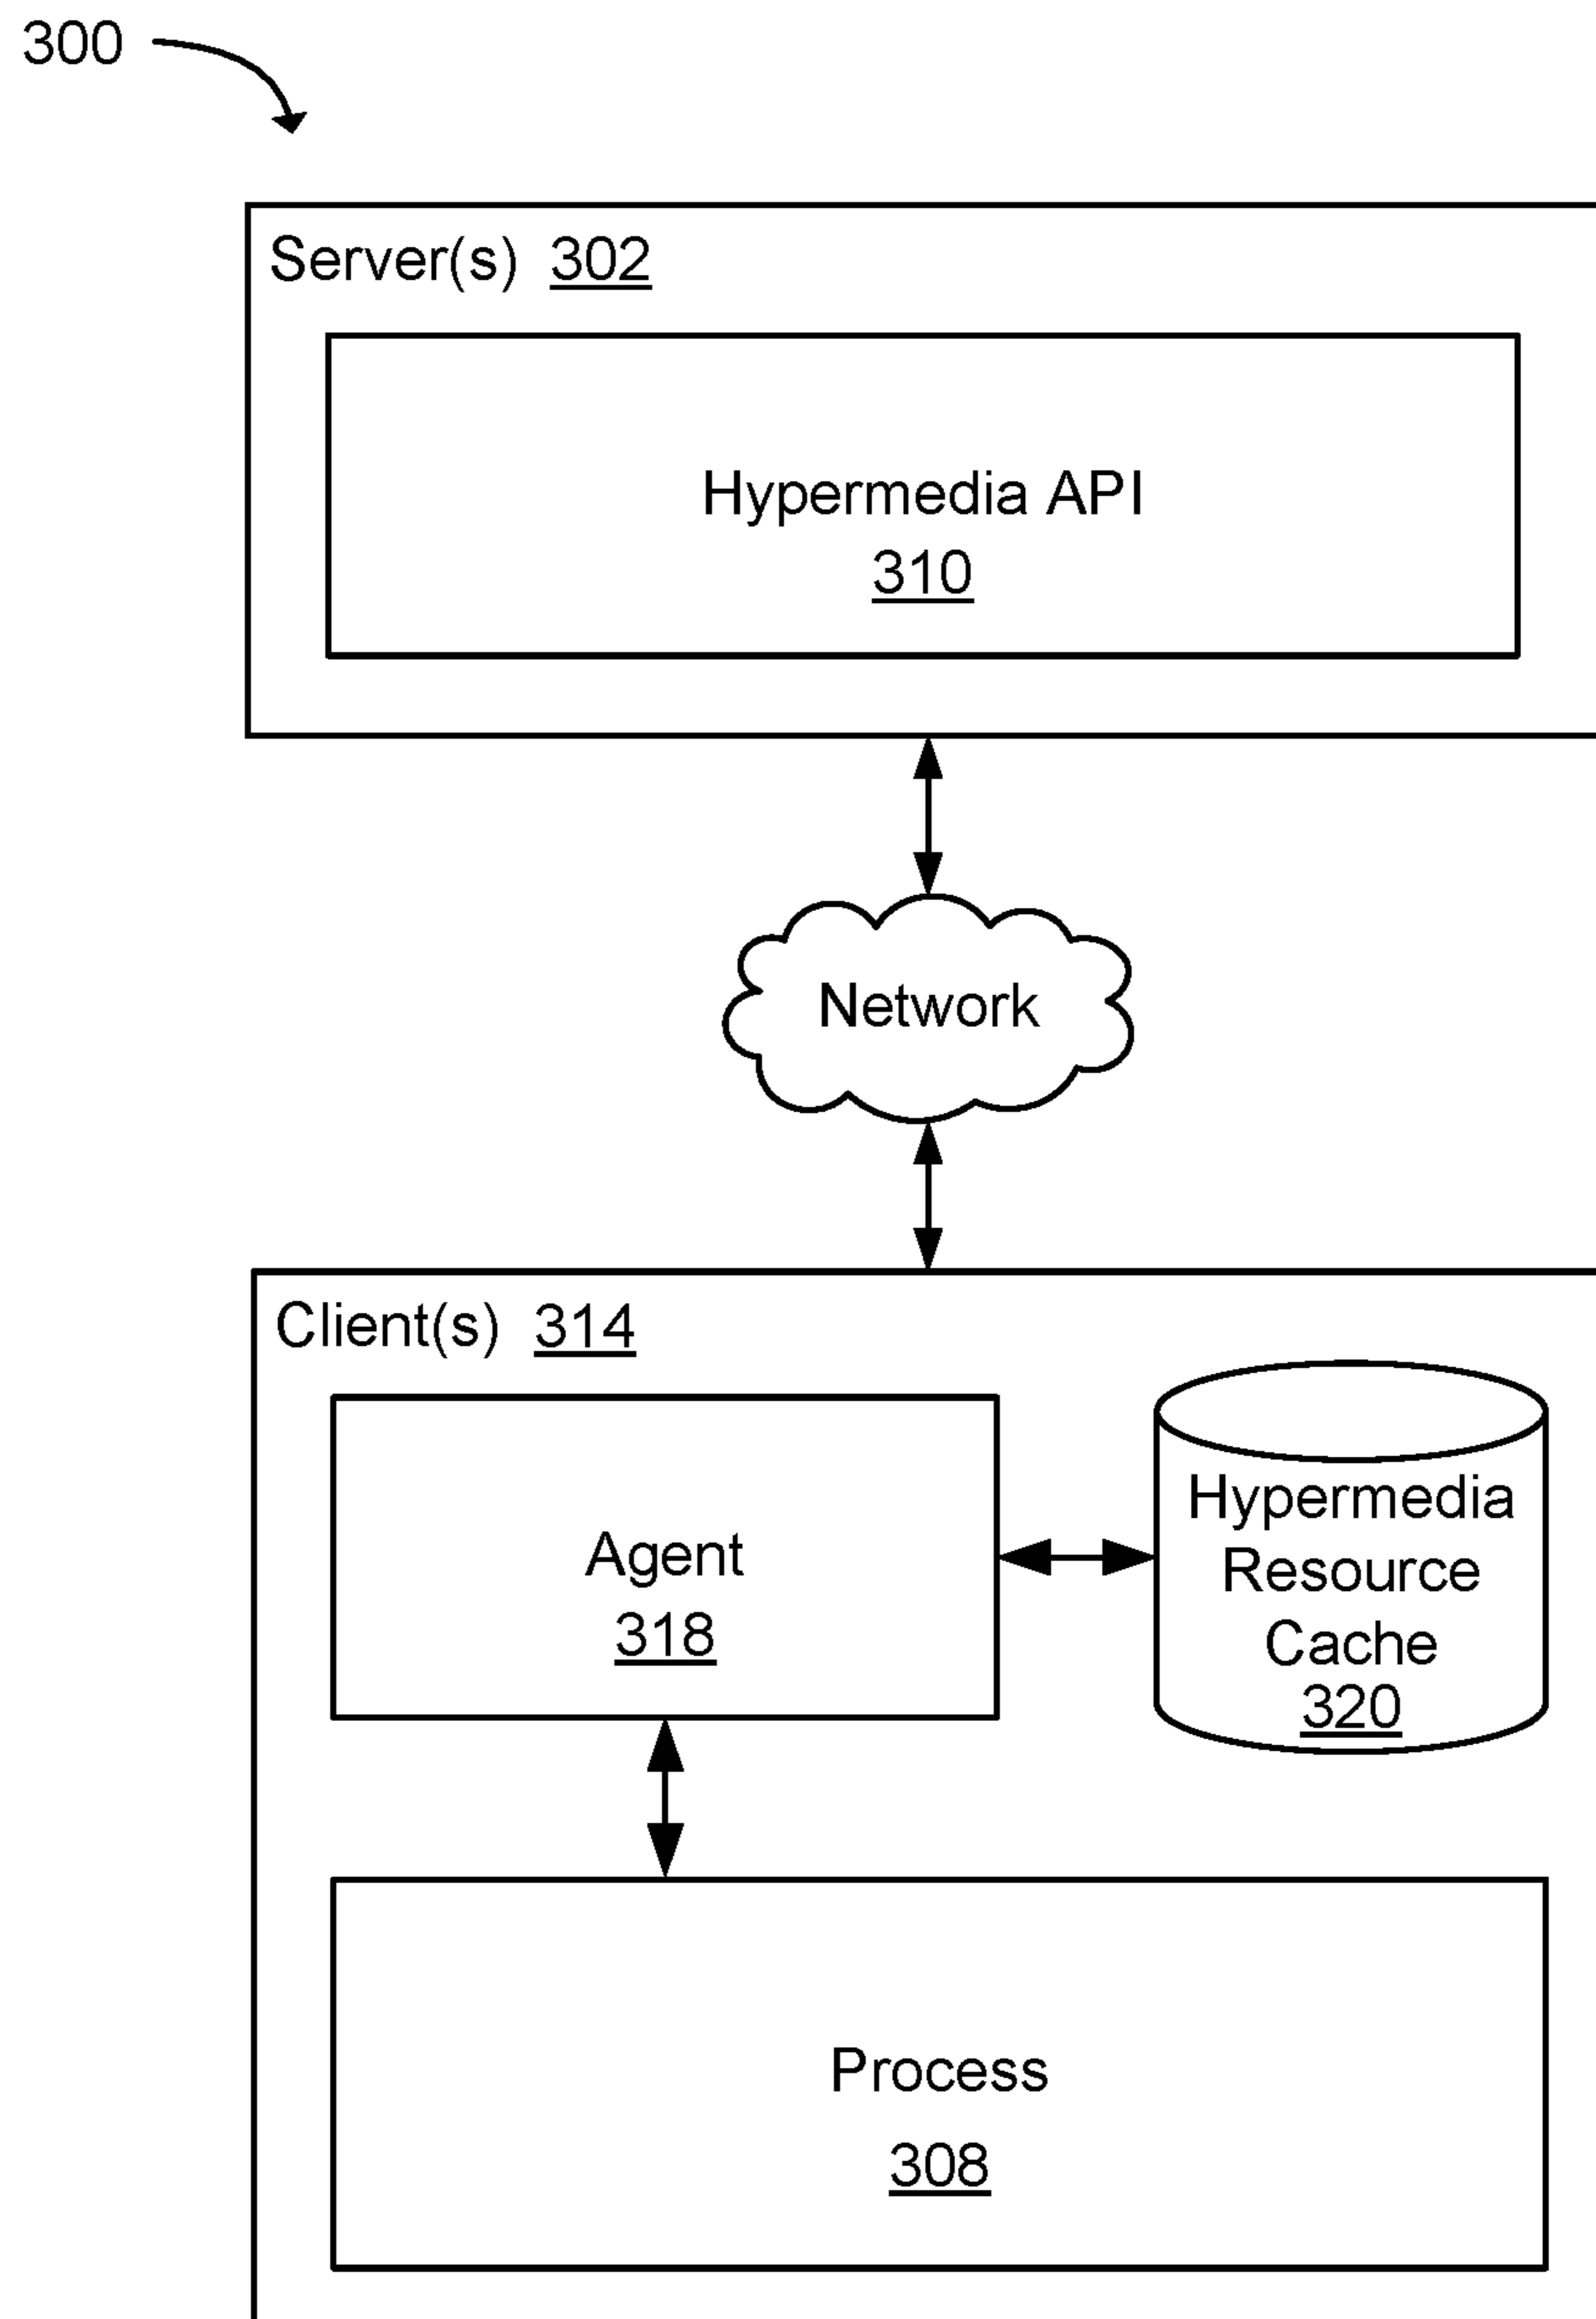 300
Server(s) 302
Hypermedia API
310
Network
Client(s) 314
Agent
318
Hypermedia
Resource
Cache
320
Process
308